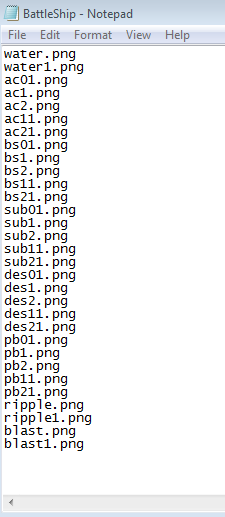 BattleShip - Notepad
File Edit Format View Help
water.png
water1.png
ac01.png
ac1.png
ac2.png
ac11.png
ac21.png
bs01.png
bs1.png
bs2.png
bs11.png
bs21.png
sub01.png
sub1.png
sub2.png
sub11.png
sub21.png
des01.png
des1.png
des2.png
des11.png
des21.png
pb01.png
pb1.png
pb2.png
pb11.png
pb21.png
ripple.png
ripple1.png
blast.png
blast1.png